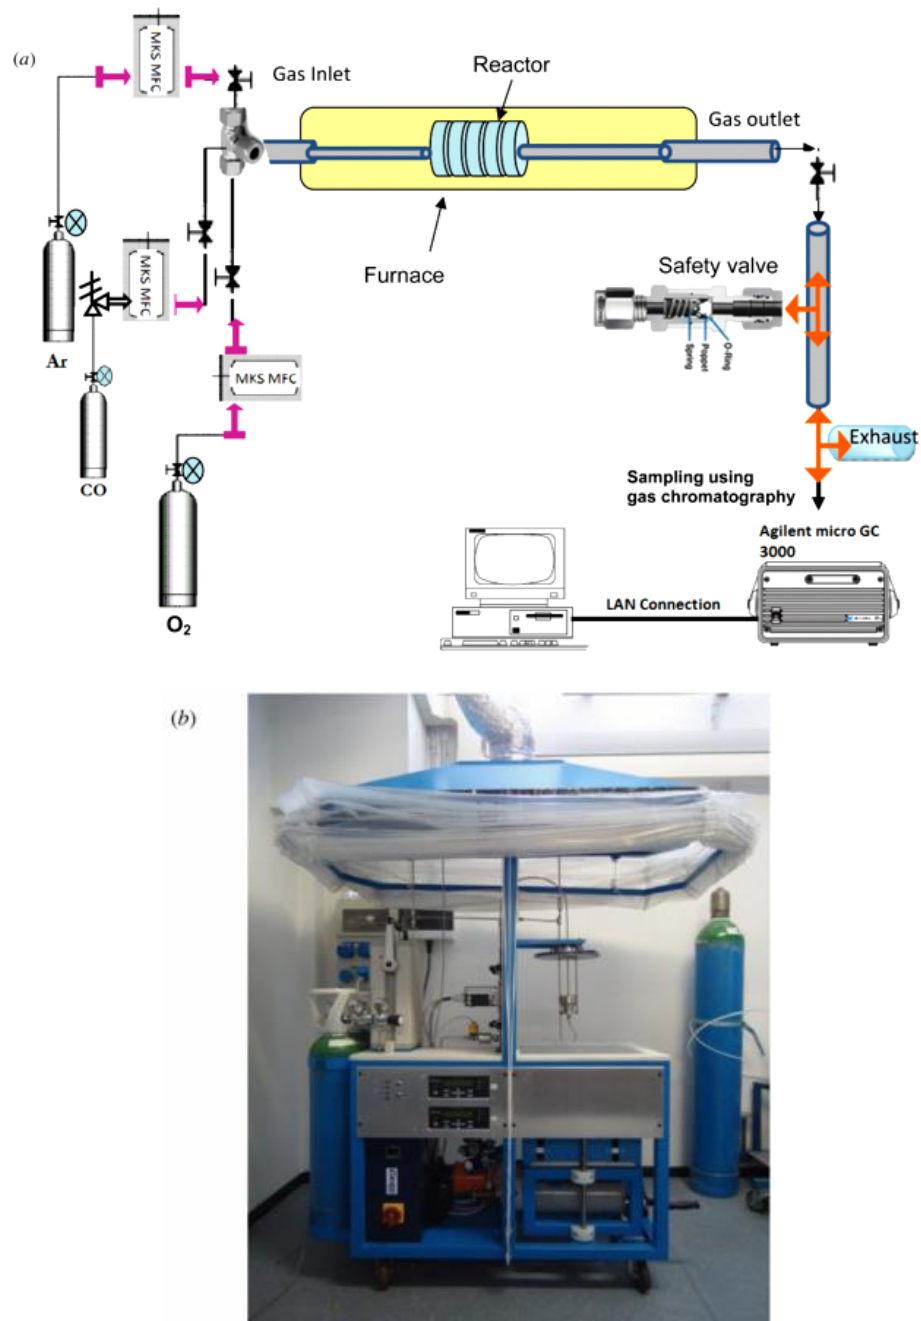 (a)
MKS MFC
Gas Inlet
Reactor
Gas outlet
MKS MFC
Furnace
Safety valve
Spring
Poppet
O-Ring
Ar
MKS MFC
CO
Exhaust
Sampling using
gas chromatography
Agilent micro GC
3000
LAN Connection
O₂
(b)